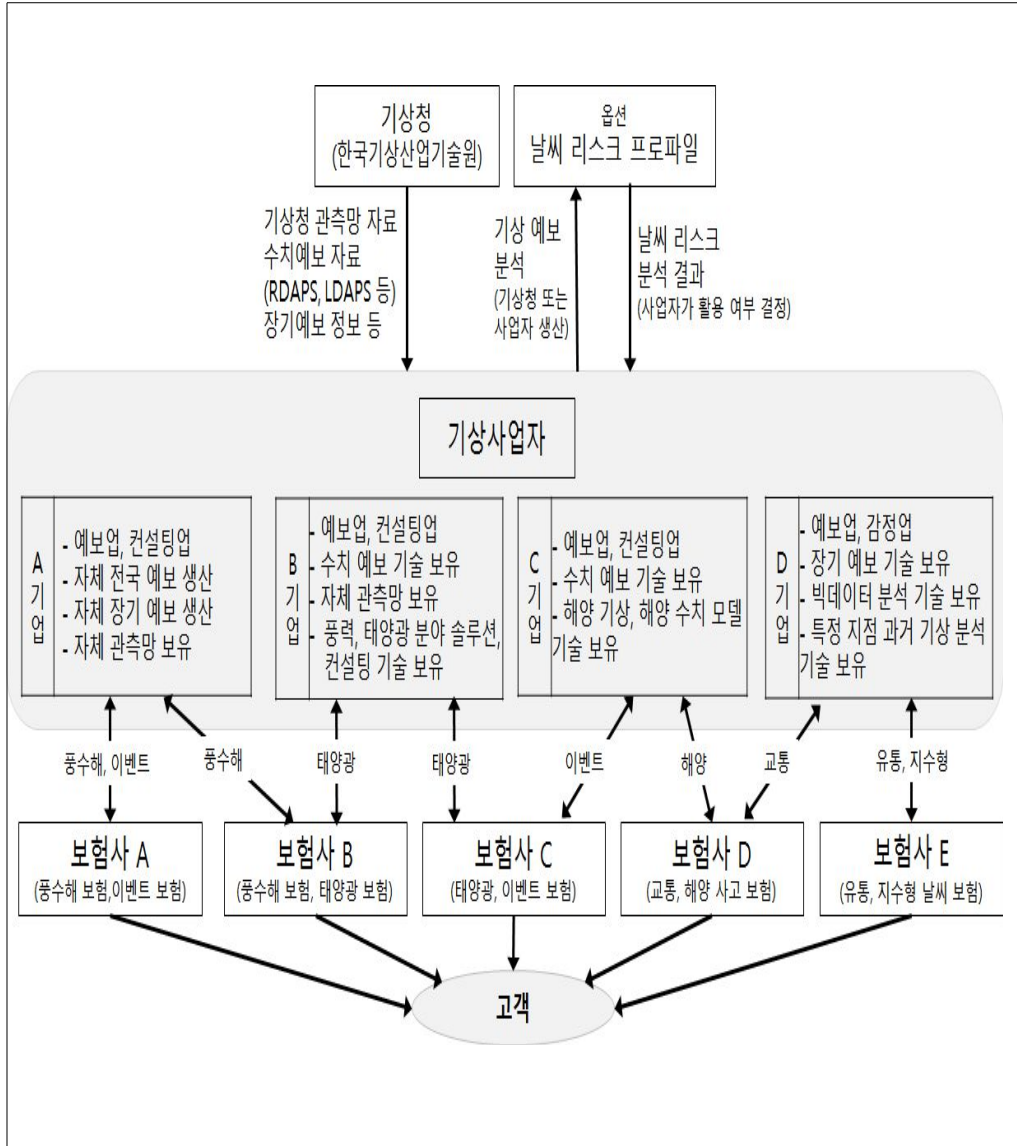 기상청
(한국기상산업기술원)
옵션
날씨 리스크 프로파일
기상청 관측망 자료
수치예보 자료
(RDAPS, LDAPS 등)
장기예보 정보 등
기상 예보
분석
(기상청 또는
사업자 생산)
날씨 리스크
분석 결과
(사업자가 활용 여부 결정)
기상사업자
A
기
업
- 예보업, 컨설팅업
- 자체 전국 예보 생산
- 자체 장기 예보 생산
- 자체 관측망 보유
B
기
업
- 예보업, 컨설팅업
- 수치 예보 기술 보유
- 자체 관측망 보유
- 풍력, 태양광 분야 솔루션,
컨설팅 기술 보유
C
기
업
- 예보업, 컨설팅업
- 수치 예보 기술 보유
- 해양 기상, 해양 수치 모델
기술 보유
D
기
업
- 예보업, 감정업
- 장기 예보 기술 보유
- 빅데이터 분석 기술 보유
- 특정 지점 과거 기상 분석
기술 보유
풍수해, 이벤트
풍수해
태양광
태양광
이벤트
해양
교통
유통, 지수형
보험사 A
(풍수해 보험,이벤트 보험)
보험사 B
(풍수해 보험, 태양광 보험)
보험사 C
(태양광, 이벤트 보험)
보험사 D
(교통, 해양 사고 보험)
보험사 E
(유통, 지수형 날씨 보험)
고객